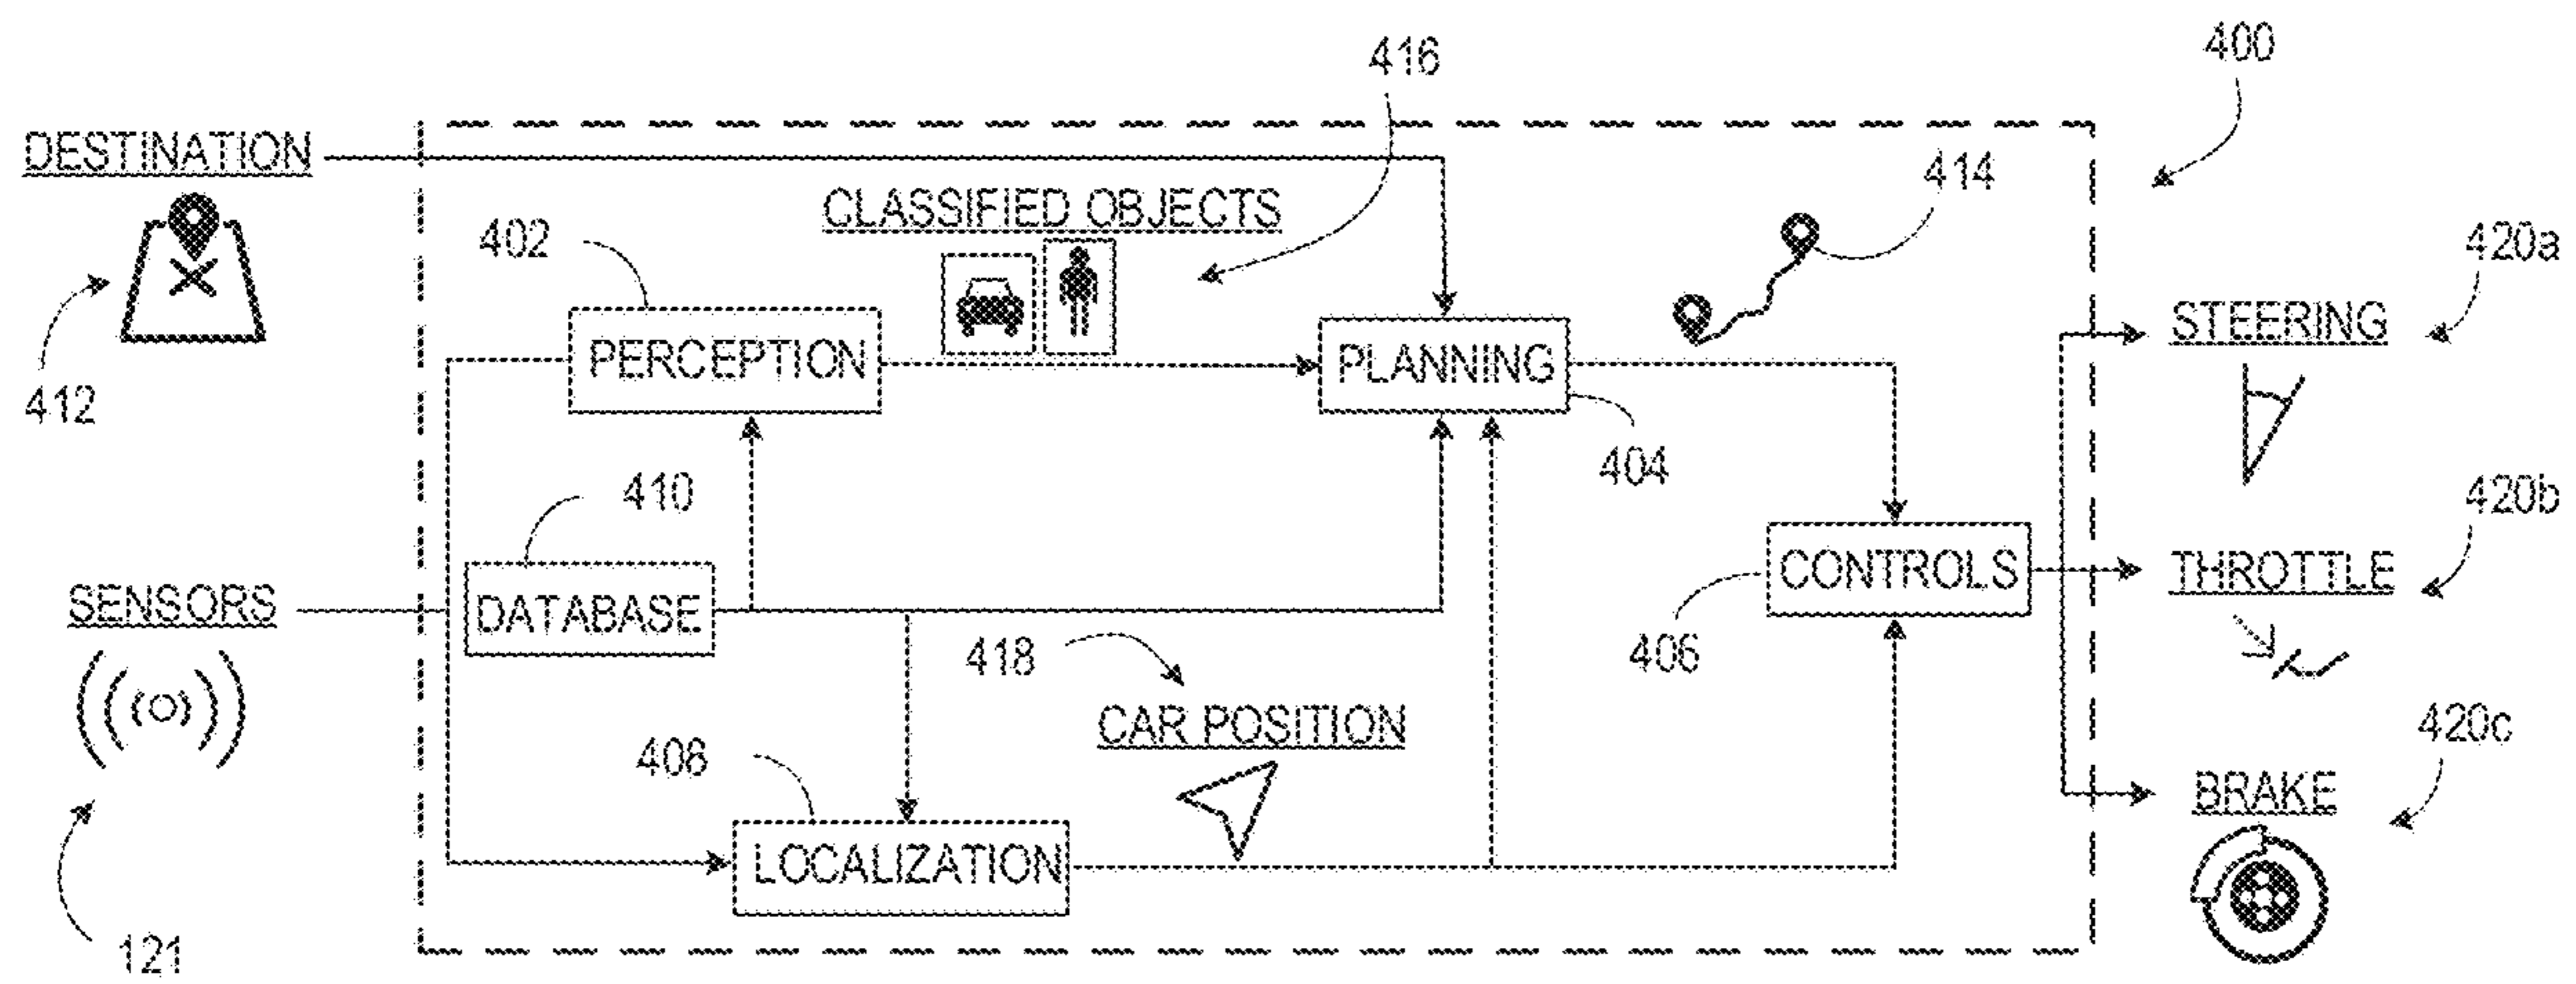 416
400
DESTINATION
414
CLASSIFIED OBJECTS
402
420a
STEERING
PERCEPTION
PLANNING
412
404
410
420b
CONTROLS
THROTTLE
SENSORS
DATABASE
418
406
CAR POSITION
420c
408
BRAKE
LOCALIZATION
121